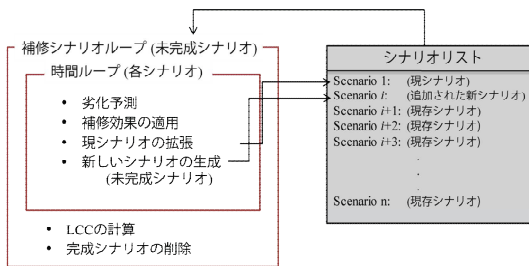 補修シナリオループ (未完成シナリオ)
時間ループ (各シナリオ)
• 劣化予測
• 補修効果の適用
• 現シナリオの拡張
• 新しいシナリオの生成
(未完成シナリオ)
• LCCの計算
• 完成シナリオの削除
シナリオリスト
Scenario 1: (現シナリオ)
Scenario i: (追加された新シナリオ)
Scenario i+1: (現存シナリオ)
Scenario i+2: (現存シナリオ)
Scenario i+3: (現存シナリオ)
.
.
.
Scenario n: (現存シナリオ)